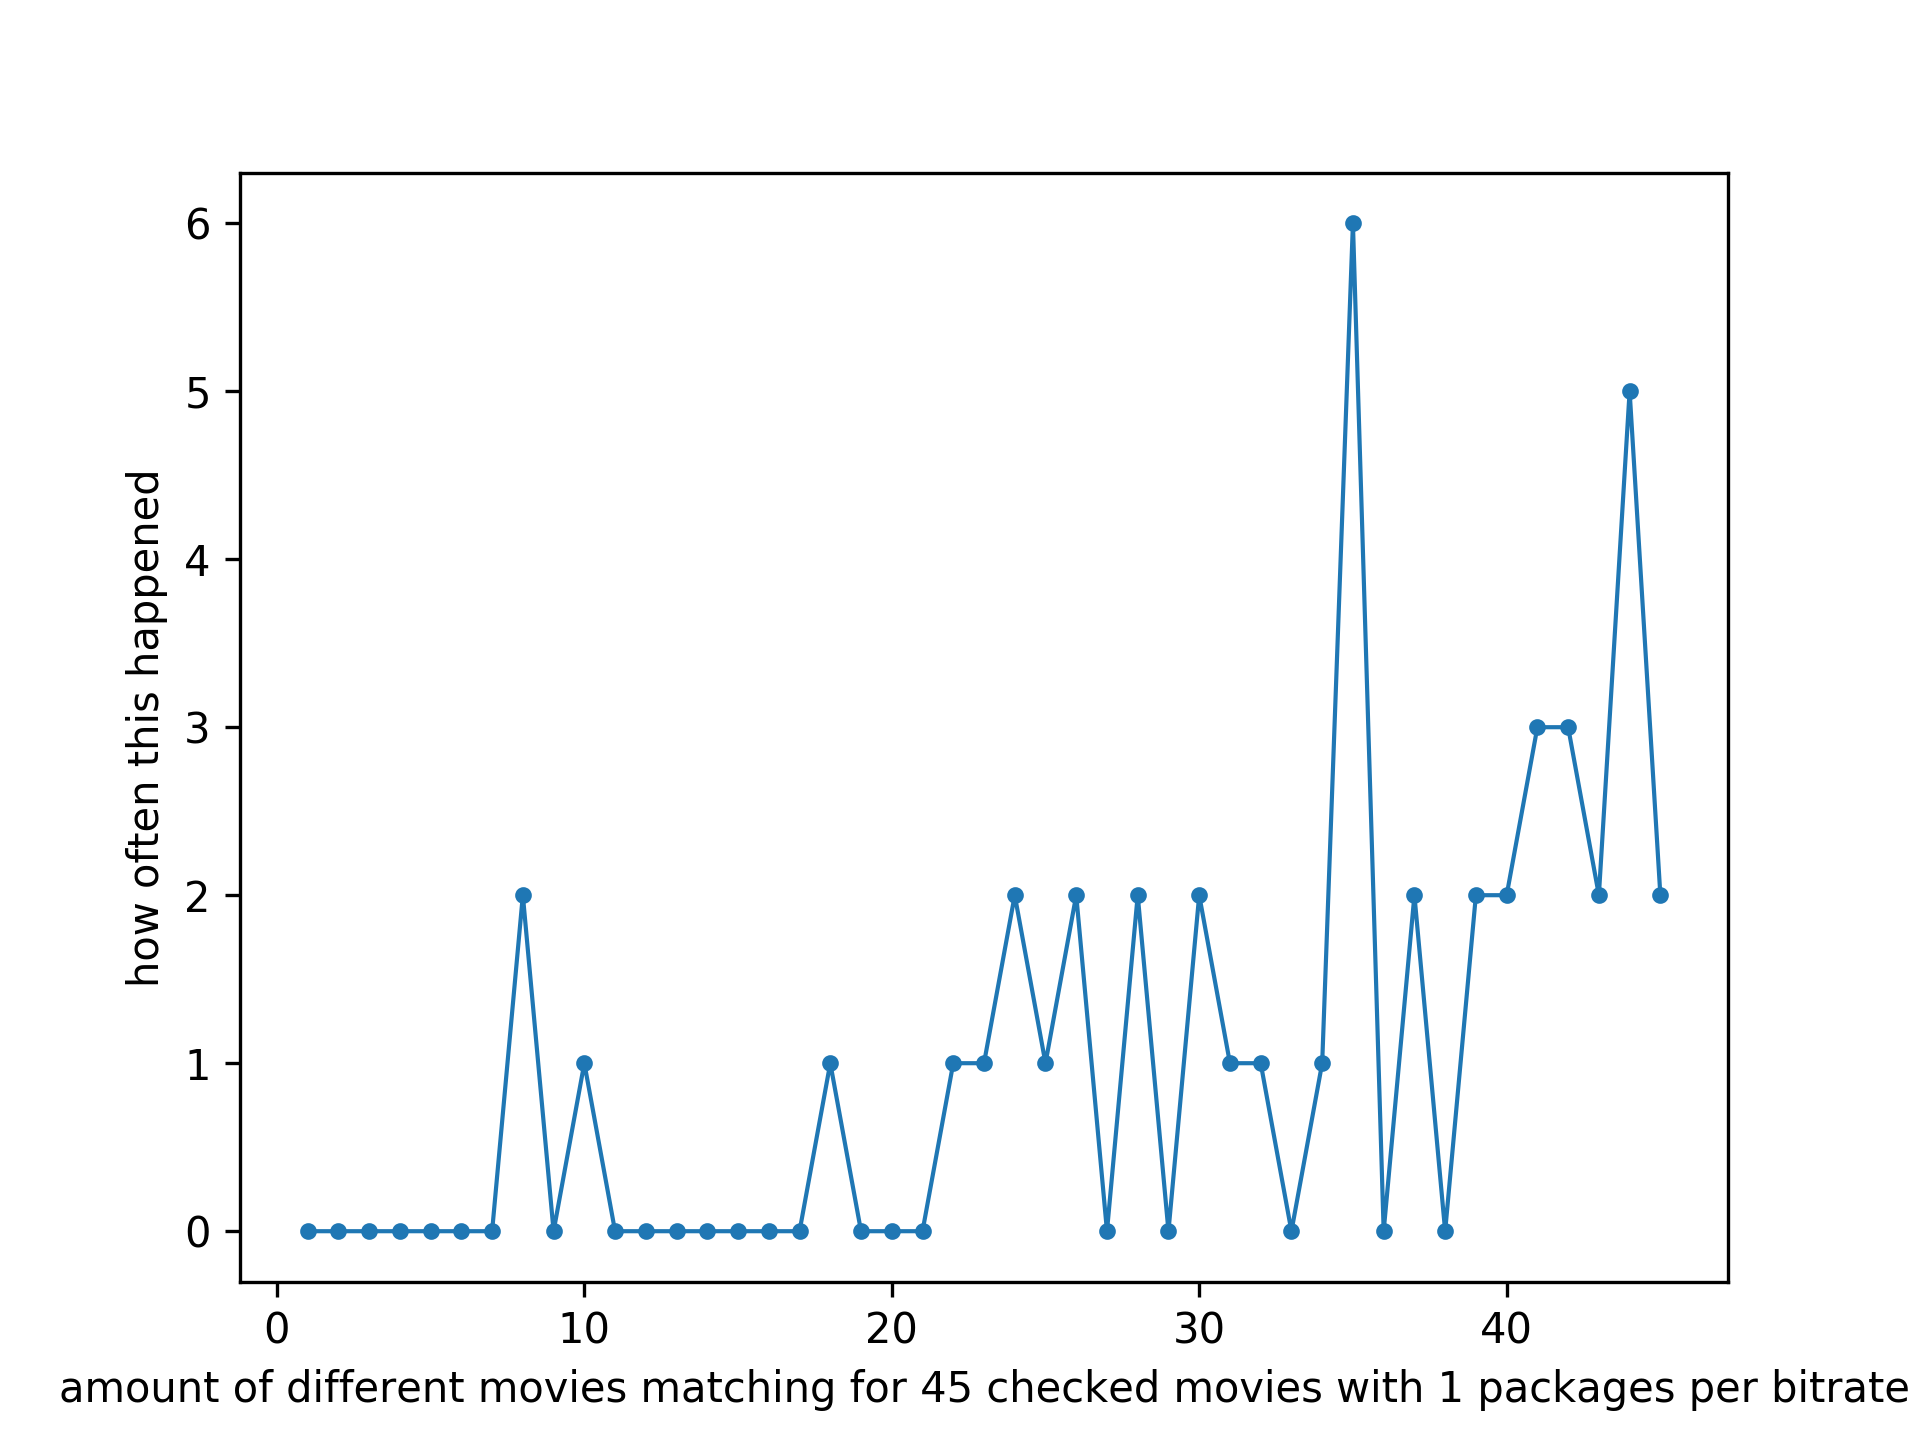 6
5
4
3
2
1
0
how often this happened
0 10 20 30 40
amount of different movies matching for 45 checked movies with 1 packages per bitrate